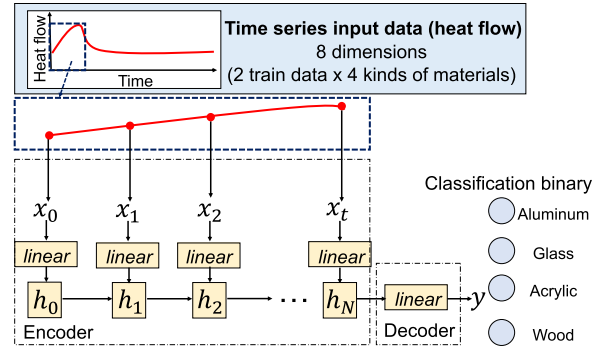 Heat flow
Time
Time series input data (heat flow)
8 dimensions
(2 train data x 4 kinds of materials)
x₀ x₁ x₂ xₜ
linear linear linear linear
h₀ h₁ h₂ ··· h_N
Encoder
linear
y
Decoder
Classification binary
Aluminum
Glass
Acrylic
Wood